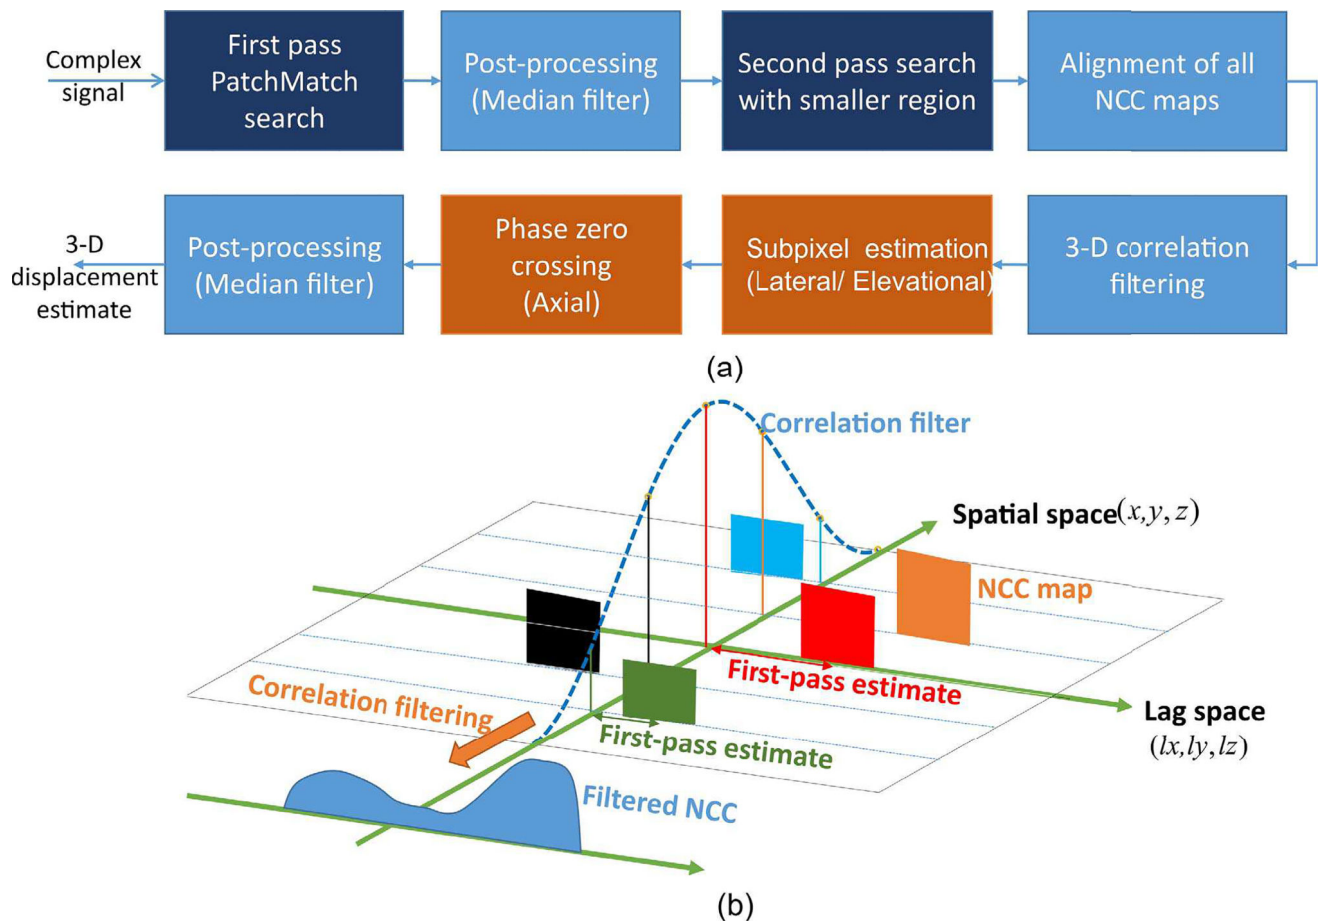 Complex
signal
First pass
PatchMatch
search
Post-processing
(Median filter)
Second pass search
with smaller region
Alignment of all
NCC maps
3-D
displacement
estimate
Post-processing
(Median filter)
Phase zero
crossing
(Axial)
Subpixel estimation
(Lateral/ Elevational)
3-D correlation
filtering
(a)
Correlation filter
Spatial space (x,y,z)
NCC map
First-pass estimate
Correlation filtering
First-pass estimate
Lag space
(lx,ly,lz)
Filtered NCC
(b)